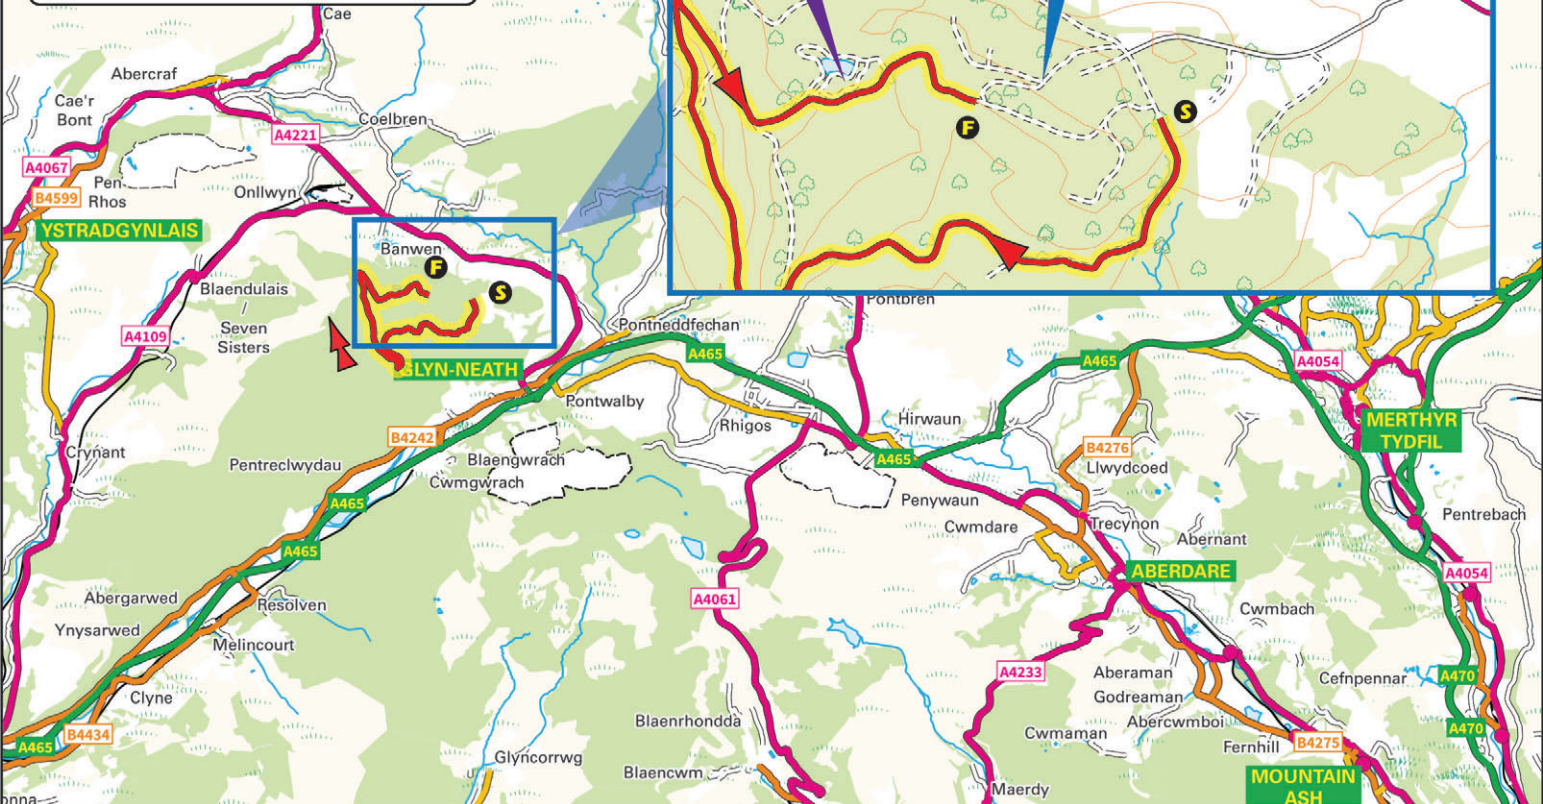 Cae
Abercraf
Cae'r
Bont
Coelbren
A4221
A4067
Pen
Rhos
B4599
Onllwyn
YSTRADGYNLAIS
Banwen
F
S
F
S
Blaendulais
/
Seven
Sisters
A4109
Pontneddfechan
Pontbren
A465
GLYN-NEATH
A465
A4054
Pontwalby
B4242
Rhigos
Hirwaun
MERTHYR
TYDFIL
B4276
Crynant
Pentreclwydau
Blaengwrach
Cwmgwrach
A465
Llwydcoed
A465
Penywaun
Cwmdare
Trecynon
Pentrebach
Abernant
A465
ABERDARE
A4054
Abergarwed
Resolven
A4061
Cwmbach
Ynysarwed
Melincourt
A4233
Aberaman
Cefnpennar
A470
Clyne
Godreaman
Blaenrhondda
Abercwmboi
A470
B4434
Cwmaman
A465
Fernhill
B4275
Glyncorrwg
Blaencwm
MOUNTAIN
ASH
Maerdy
onna